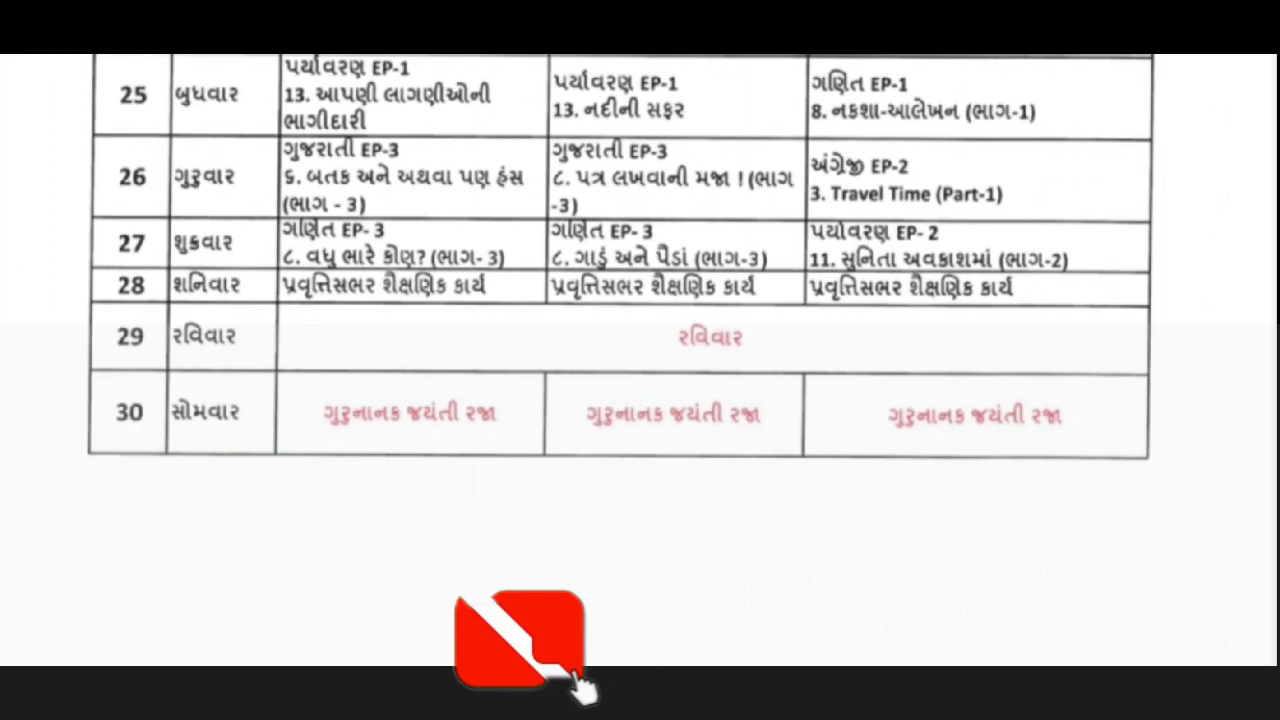 25
બુધવાર
પર્યાવરણ EP-1
13. આપણી લાગણીઓની
ભાગીદારી
પર્યાવરણ EP-1
13. નદીની સફર
ગણિત EP-1
8. નકશા-આલેખન (ભાગ-1)
26
ગુરુવાર
ગુજરાતી EP-3
૬. બતક અને અથવા પણ હંસ
(ભાગ - 3)
ગુજરાતી EP-3
૮. પત્ર લખવાની મજા ! (ભાગ
-3)
અંગ્રેજી EP-2
3. Travel Time (Part-1)
27
શુક્રવાર
ગણિત EP- 3
૮. વધુ ભારે કોણ? (ભાગ- 3)
ગણિત EP- 3
૮. ગાડું અને પૈડાં (ભાગ-3)
પર્યાવરણ EP- 2
11. સુનિતા અવકાશમાં (ભાગ-2)
28
શનિવાર
પ્રવૃત્તિસભર શૈક્ષણિક કાર્ય
પ્રવૃત્તિસભર શૈક્ષણિક કાર્ય
પ્રવૃત્તિસભર શૈક્ષણિક કાર્ય
29
રવિવાર
રવિવાર
30
સોમવાર
ગુરુનાનક જયંતી રજા
ગુરુનાનક જયંતી રજા
ગુરુનાનક જયંતી રજા